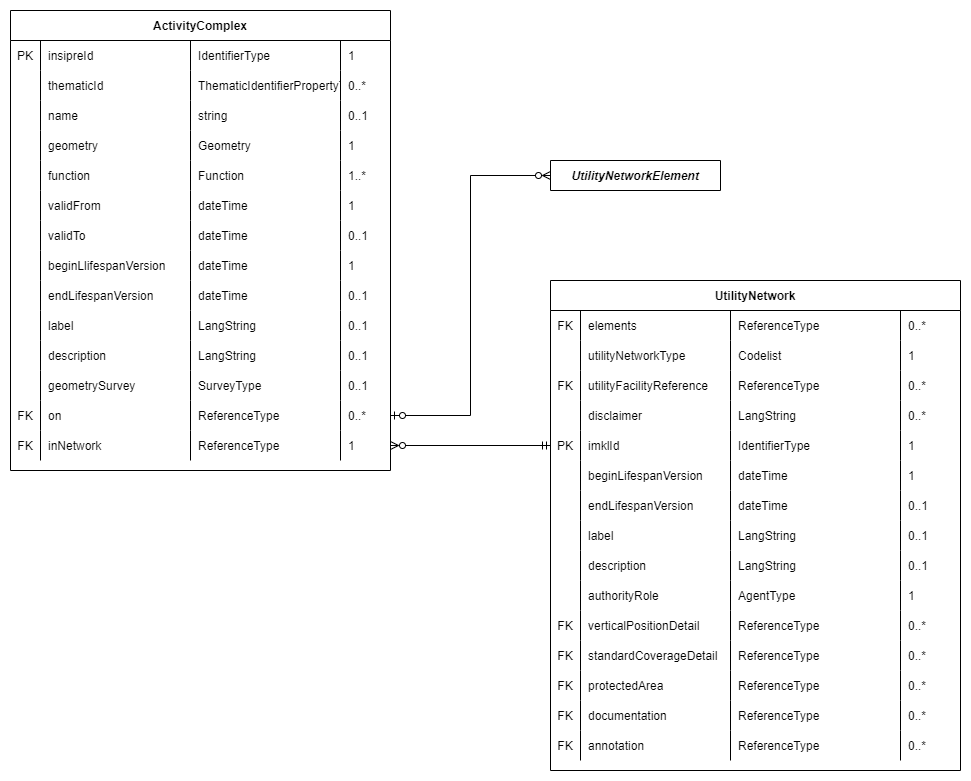 ActivityComplex
PK insipreId IdentifierType 1
thematicId ThematicIdentifierProperty 0..*
name string 0..1
geometry Geometry 1
function Function 1..*
validFrom dateTime 1
validTo dateTime 0..1
beginLlifespanVersion dateTime 1
endLifespanVersion dateTime 0..1
label LangString 0..1
description LangString 0..1
geometrySurvey SurveyType 0..1
FK on ReferenceType 0..*
FK inNetwork ReferenceType 1
UtilityNetworkElement
UtilityNetwork
FK elements ReferenceType 0..*
utilityNetworkType Codelist 1
FK utilityFacilityReference ReferenceType 0..*
disclaimer LangString 0..*
PK imklId IdentifierType 1
beginLifespanVersion dateTime 1
endLifespanVersion dateTime 0..1
label LangString 0..1
description LangString 0..1
authorityRole AgentType 1
FK verticalPositionDetail ReferenceType 0..*
FK standardCoverageDetail ReferenceType 0..*
FK protectedArea ReferenceType 0..*
FK documentation ReferenceType 0..*
FK annotation ReferenceType 0..*